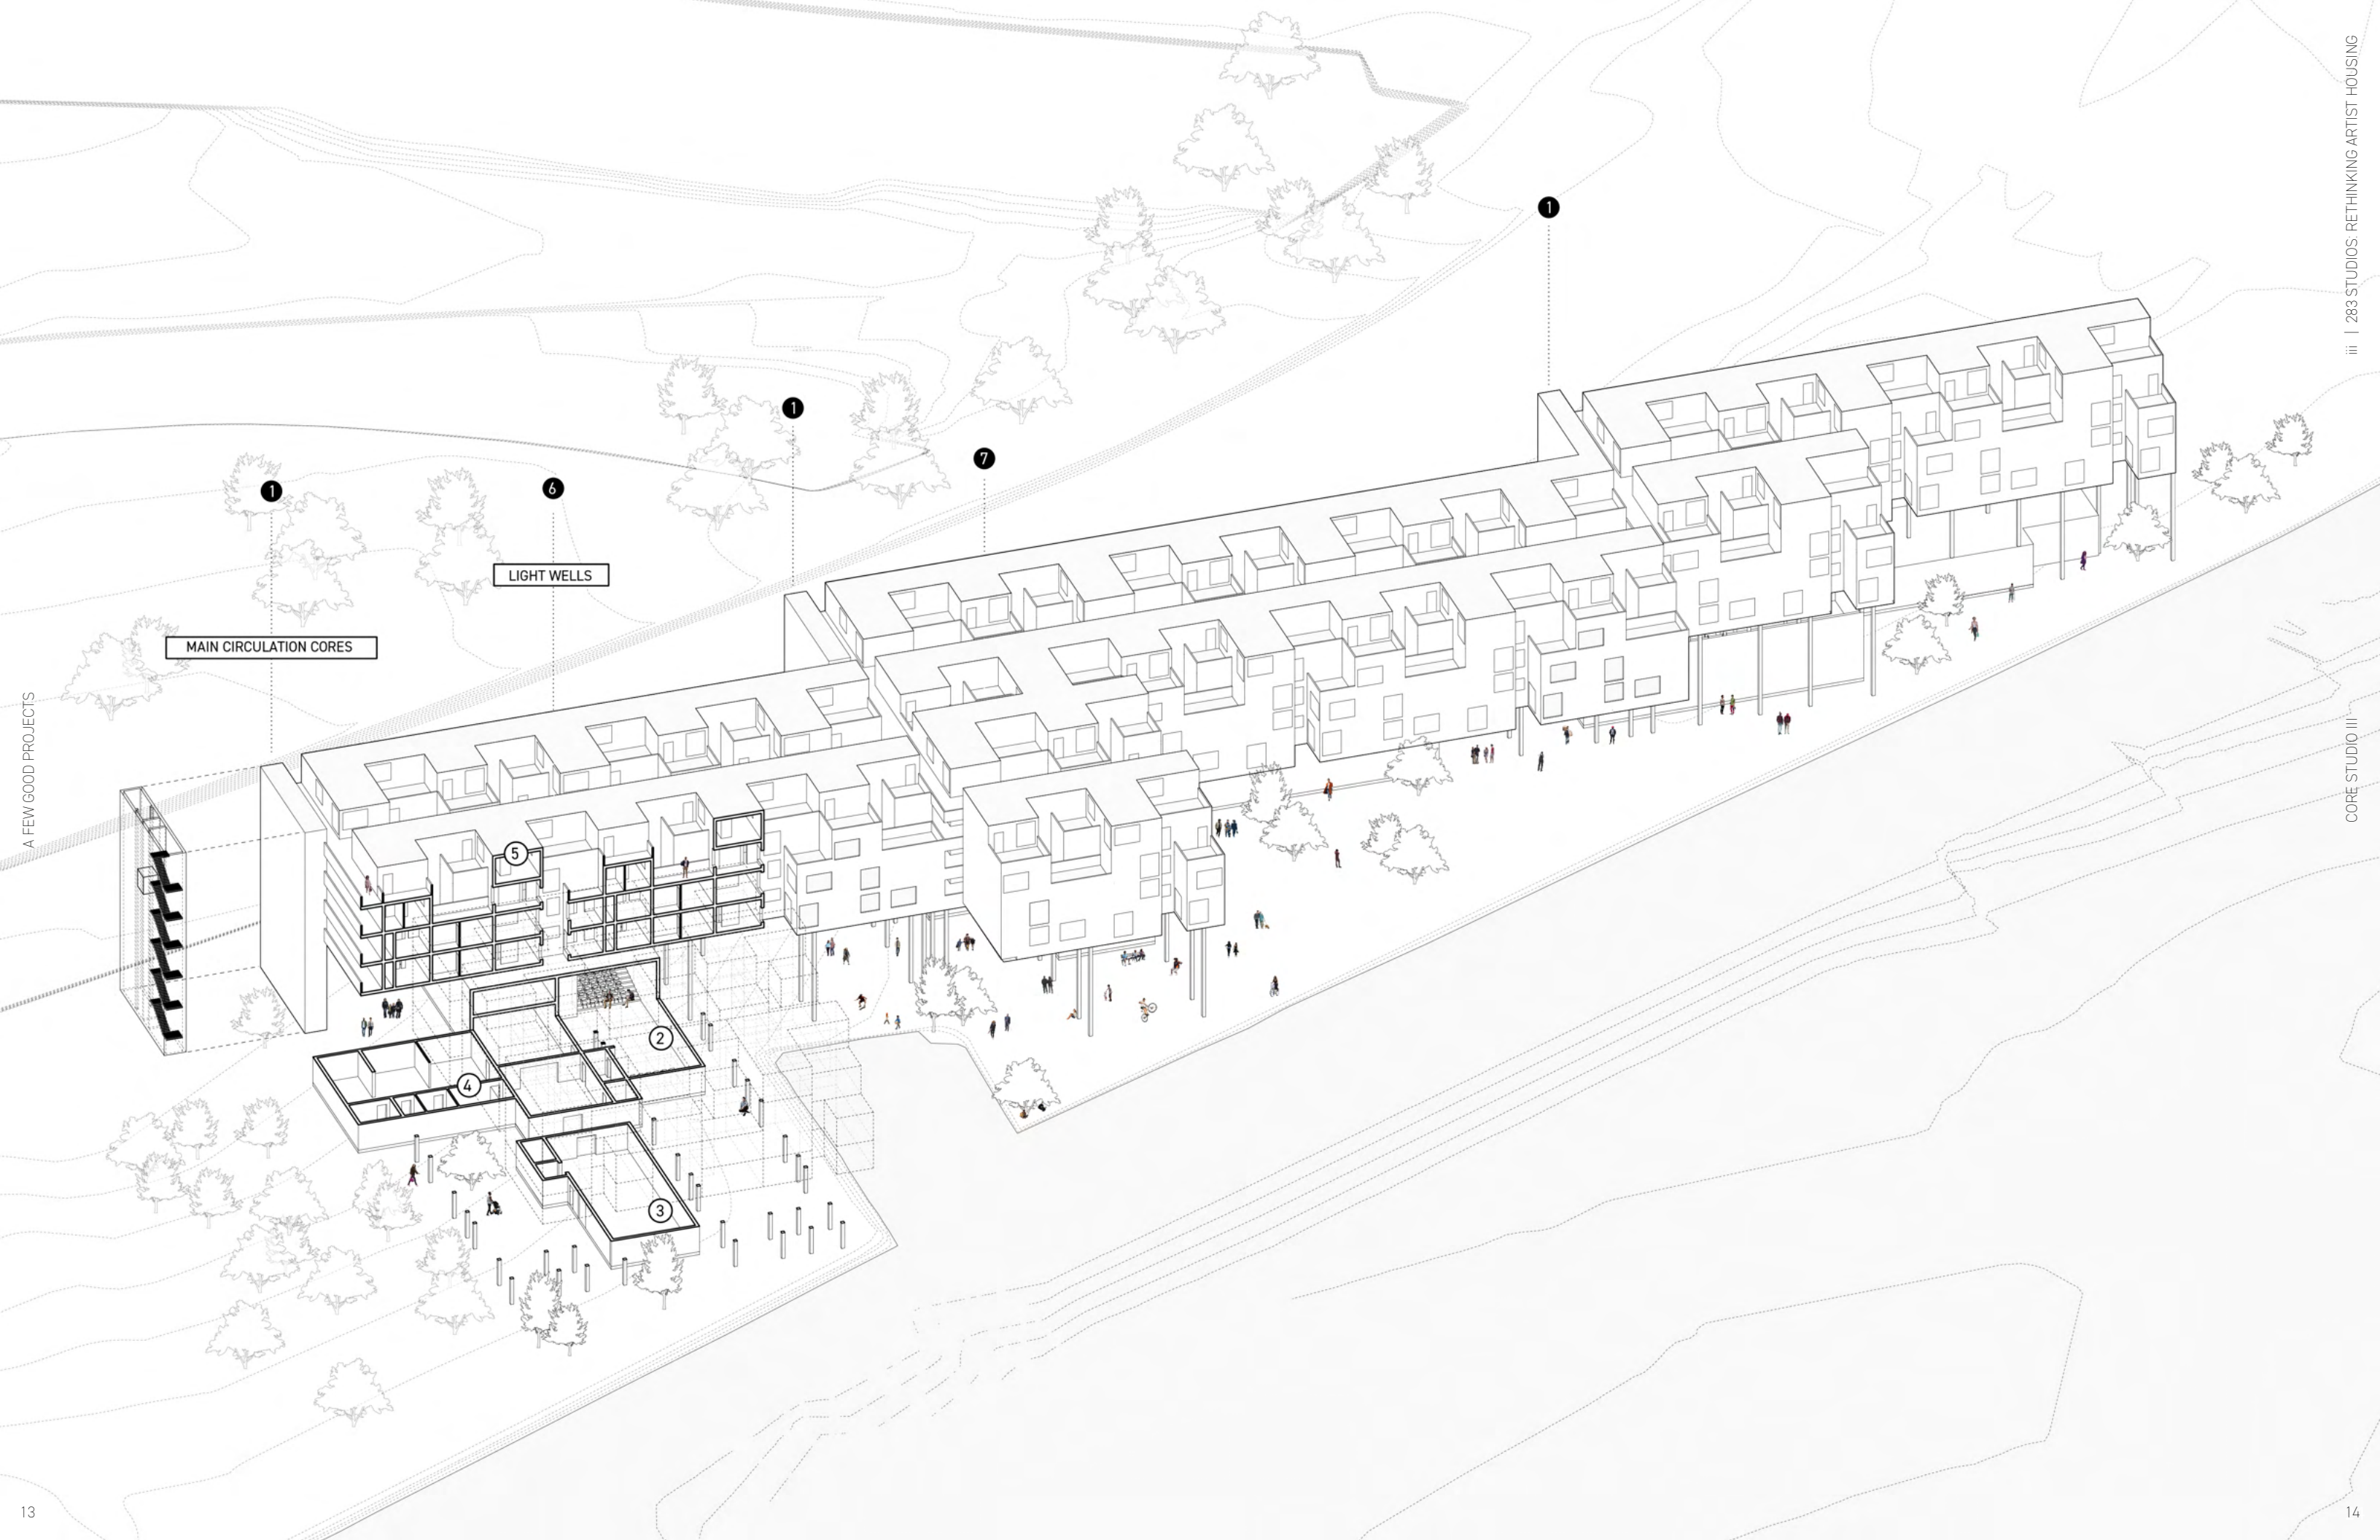 1
1
7
6
1
LIGHT WELLS
MAIN CIRCULATION CORES
5
2
4
3
A FEW GOOD PROJECTS
13
iii | 283 STUDIOS: RETHINKING ARTIST HOUSING
CORE STUDIO III
14